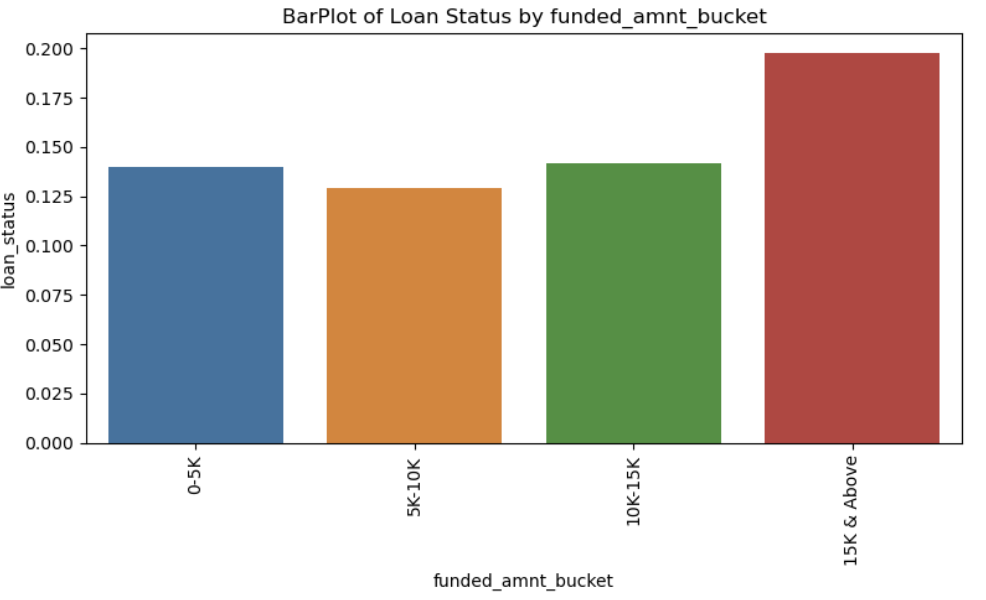 BarPlot of Loan Status by funded_amnt_bucket
0.200
0.175
0.150
0.125
0.100
0.075
0.050
0.025
0.000
loan_status
0-5K
5K-10K
10K-15K
15K & Above
funded_amnt_bucket